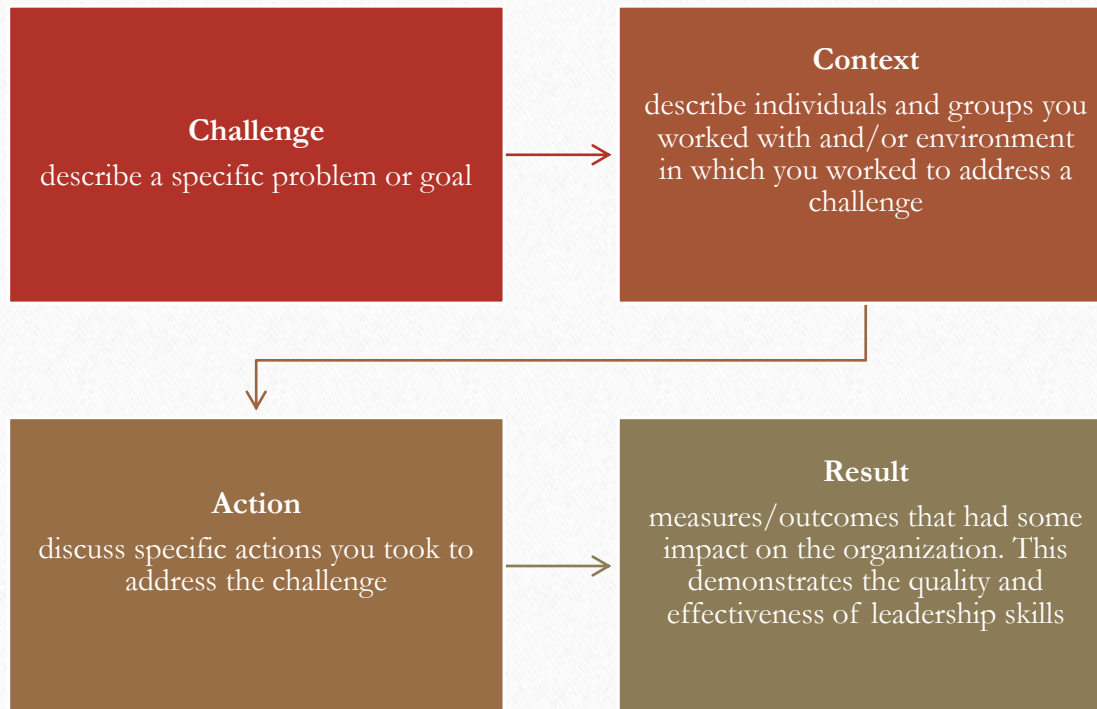 Challenge
describe a specific problem or goal
Context
describe individuals and groups you
worked with and/or environment
in which you worked to address a
challenge
Action
discuss specific actions you took to
address the challenge
Result
measures/outcomes that had some
impact on the organization. This
demonstrates the quality and
effectiveness of leadership skills